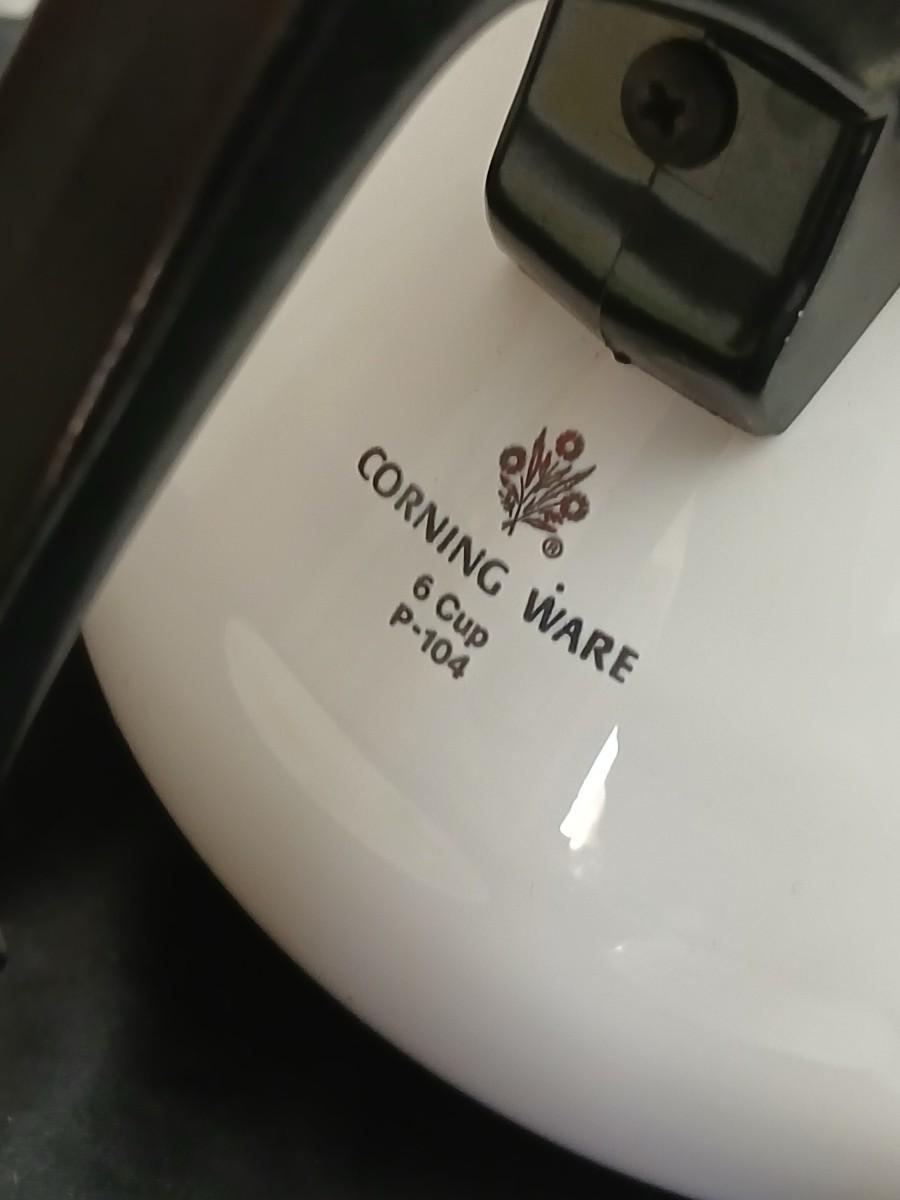 ®
CORNING WARE
6 Cup
P-104